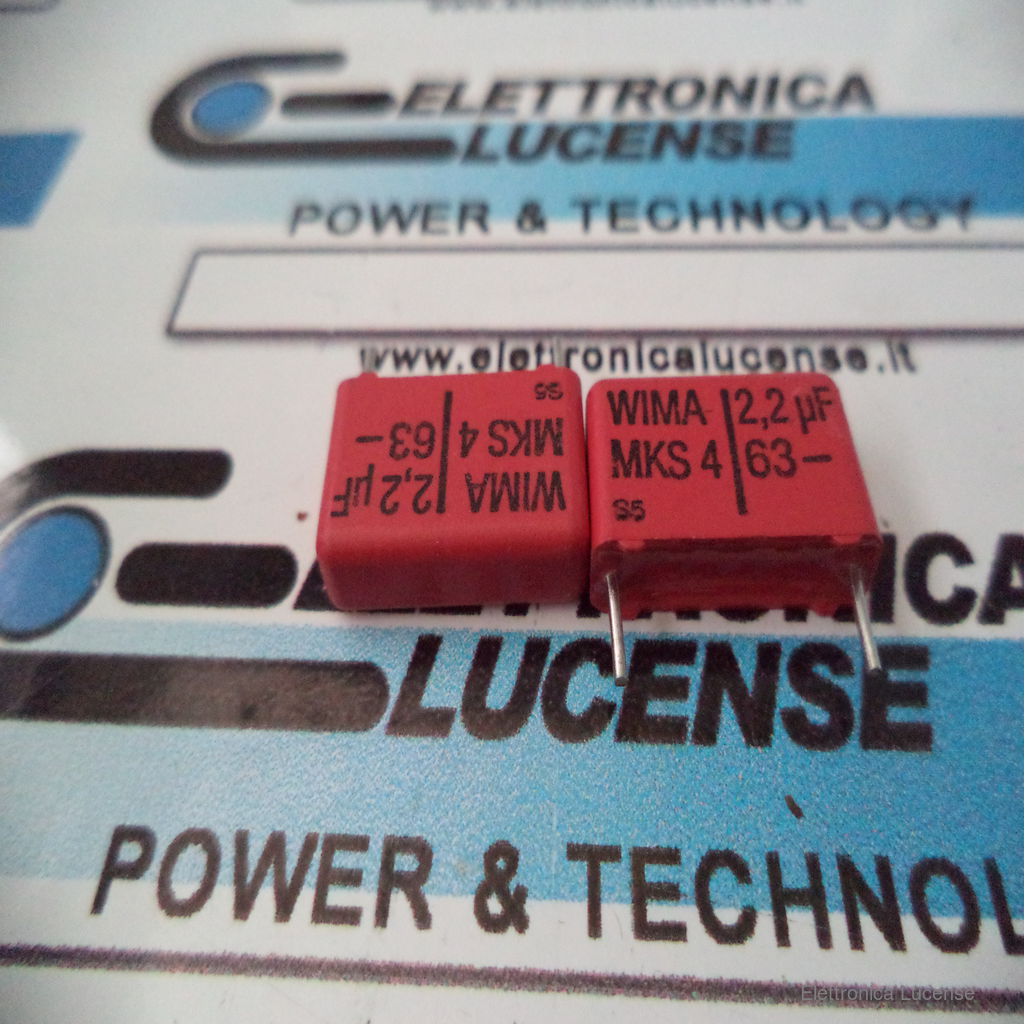 ELETTRONICA
LUCENSE
POWER & TECHNOLOGY
www.elettronicalucense.it
S5
MKS 4 63–
WIMA 2,2 µF
WIMA 2,2 µF
MKS 4 63–
S5
LUCENSE
POWER & TECHNOL
Elettronica Lucense